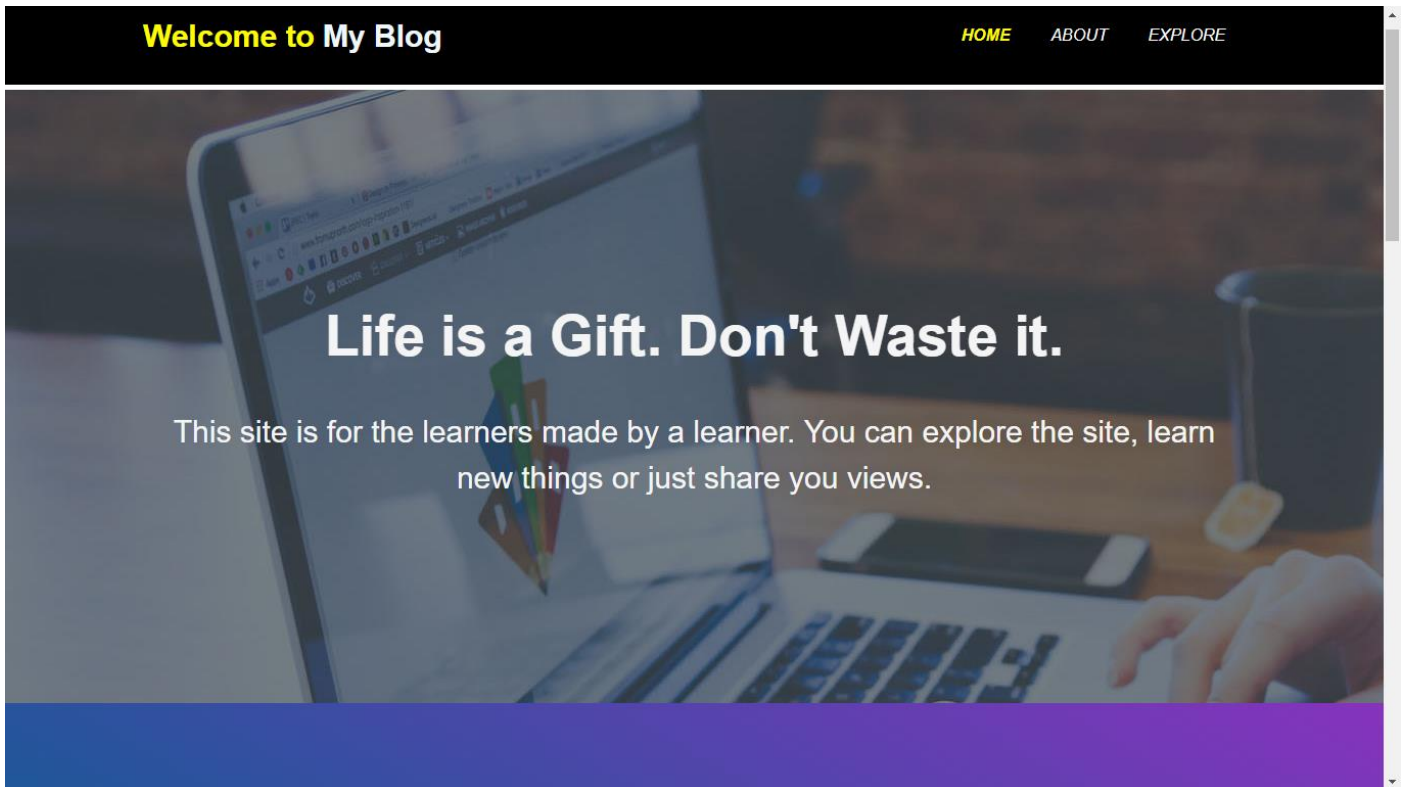 Welcome to My Blog
HOME ABOUT EXPLORE
DISCOVER
Life is a Gift. Don't Waste it.
This site is for the learners made by a learner. You can explore the site, learn
new things or just share you views.